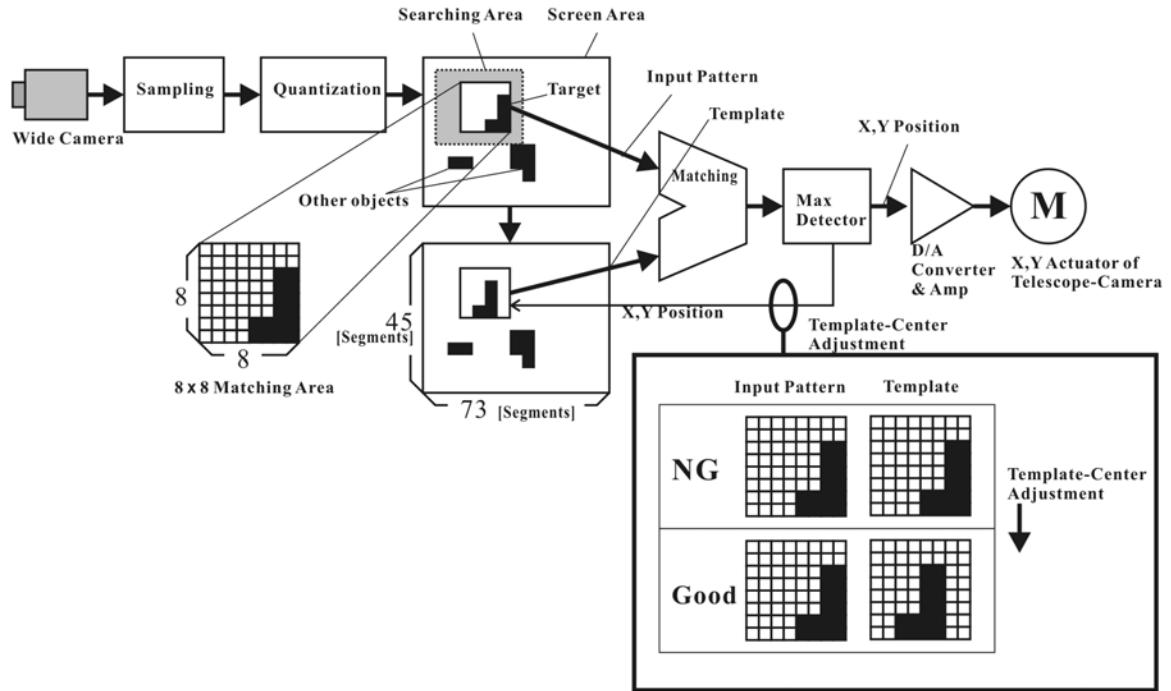 Searching Area
Screen Area
Wide Camera
Sampling
Quantization
Target
Other objects
Input Pattern
Template
Matching
Max
Detector
X,Y Position
D/A
Converter
& Amp
M
X,Y Actuator of
Telescope-Camera
8
8
8 x 8 Matching Area
45
[Segments]
73 [Segments]
X,Y Position
Template-Center
Adjustment
Input Pattern
Template
NG
Good
Template-Center
Adjustment